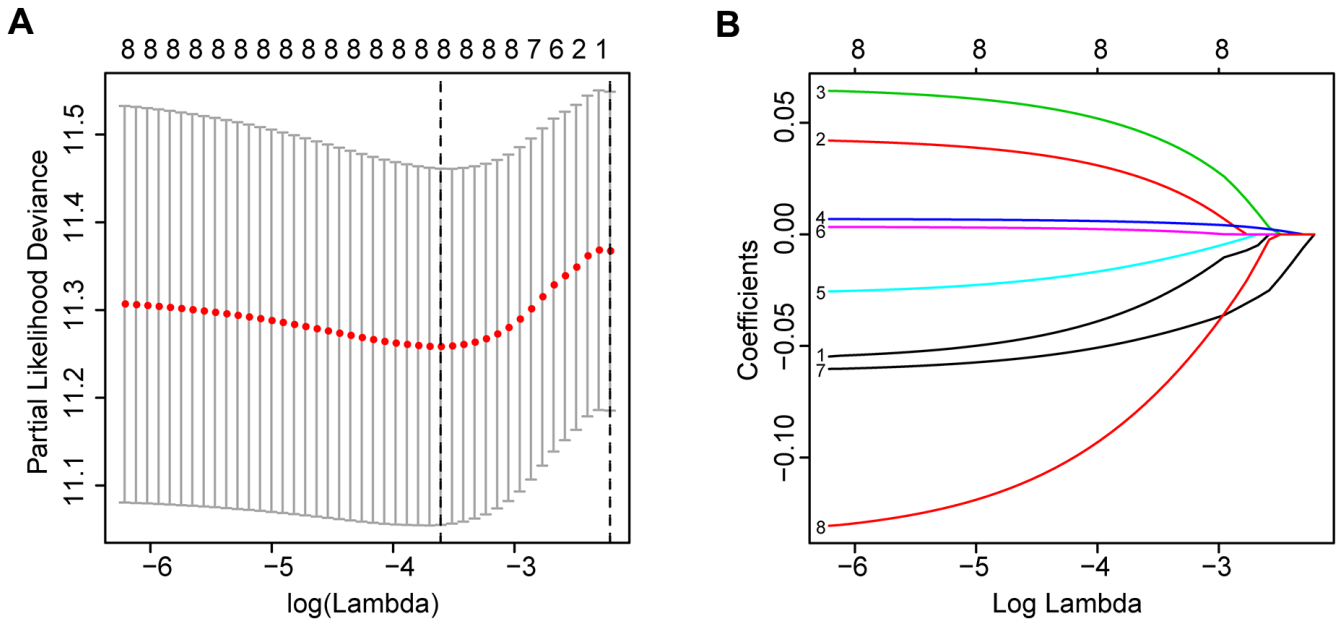 A
8 8 8 8 8 8 8 8 8 8 8 8 8 8 8 8 8 8 7 6 2 1
Partial Likelihood Deviance
11.5
11.4
11.3
11.2
11.1
−6 −5 −4 −3
log(Lambda)
B
8 8 8 8
Coefficients
0.05
0.00
−0.05
−0.10
3
2
4
6
5
1
7
8
−6 −5 −4 −3
Log Lambda